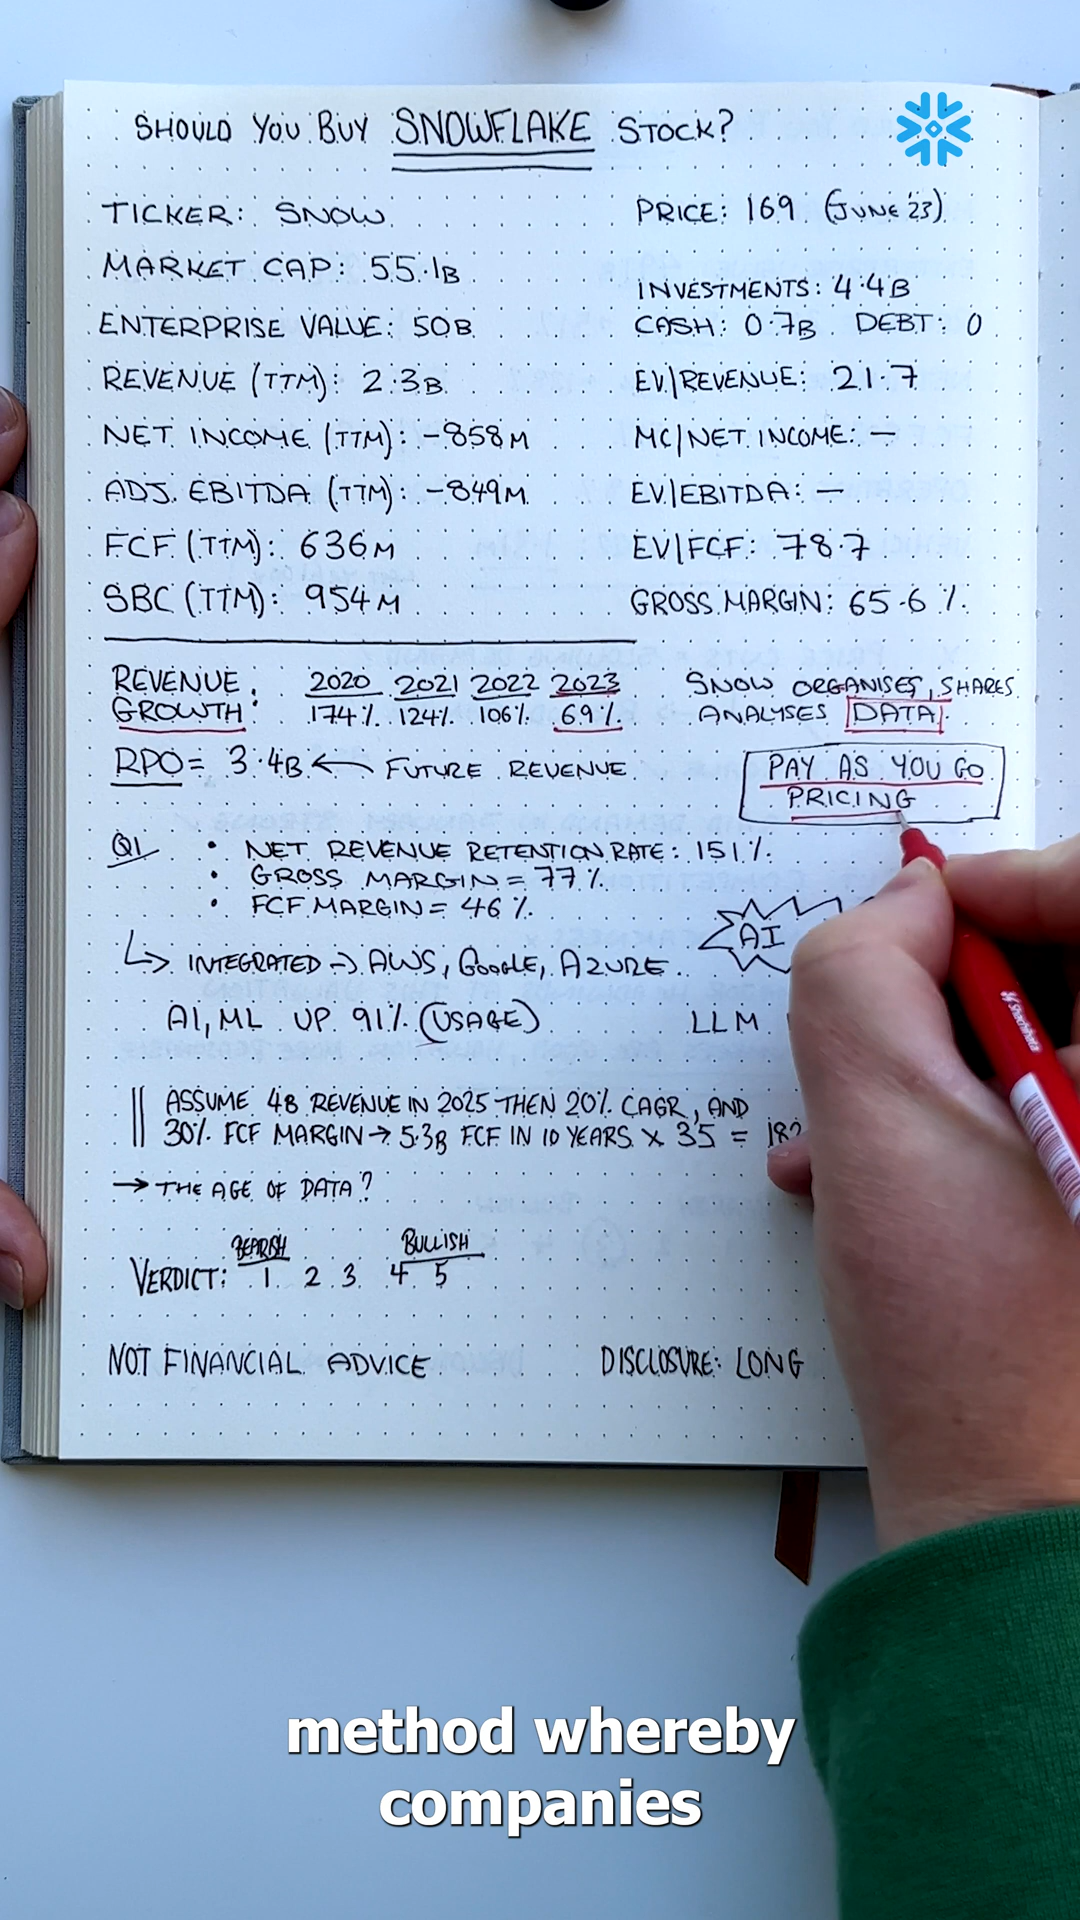 SHOULD YOU BUY SNOWFLAKE STOCK?
TICKER: SNOW
PRICE: 169 (JUNE 23)
MARKET CAP: 55.1B
INVESTMENTS: 4.4B
ENTERPRISE VALUE: 50B
CASH: 0.7B DEBT: 0
REVENUE (TTM): 2.3B
EV/REVENUE: 21.7
NET INCOME (TTM): -858M
MC/NET INCOME: —
ADJ. EBITDA (TTM): -849M
EV/EBITDA: —
FCF (TTM): 636M
EV/FCF: 78.7
SBC (TTM): 954M
GROSS MARGIN: 65.6%
REVENUE GROWTH:
2020 2021 2022 2023
174% 124% 106% 69%
SNOW ORGANISES, SHARES
ANALYSES DATA
RPO = 3.4B ← FUTURE REVENUE
PAY AS YOU GO
PRICING
Q1 • NET REVENUE RETENTION RATE: 151%
• GROSS MARGIN = 77%
• FCF MARGIN = 46%
AI
↳ INTEGRATED → AWS, GOOGLE, AZURE
AI, ML UP 91% (USAGE)
LLM
ASSUME 4B REVENUE IN 2025 THEN 20% CAGR, AND
30% FCF MARGIN → 5.3B FCF IN 10 YEARS × 35 =
→ THE AGE OF DATA?
BEARISH BULLISH
VERDICT: 1 2 3 4 5
NOT FINANCIAL ADVICE
DISCLOSURE: LONG
method whereby
companies